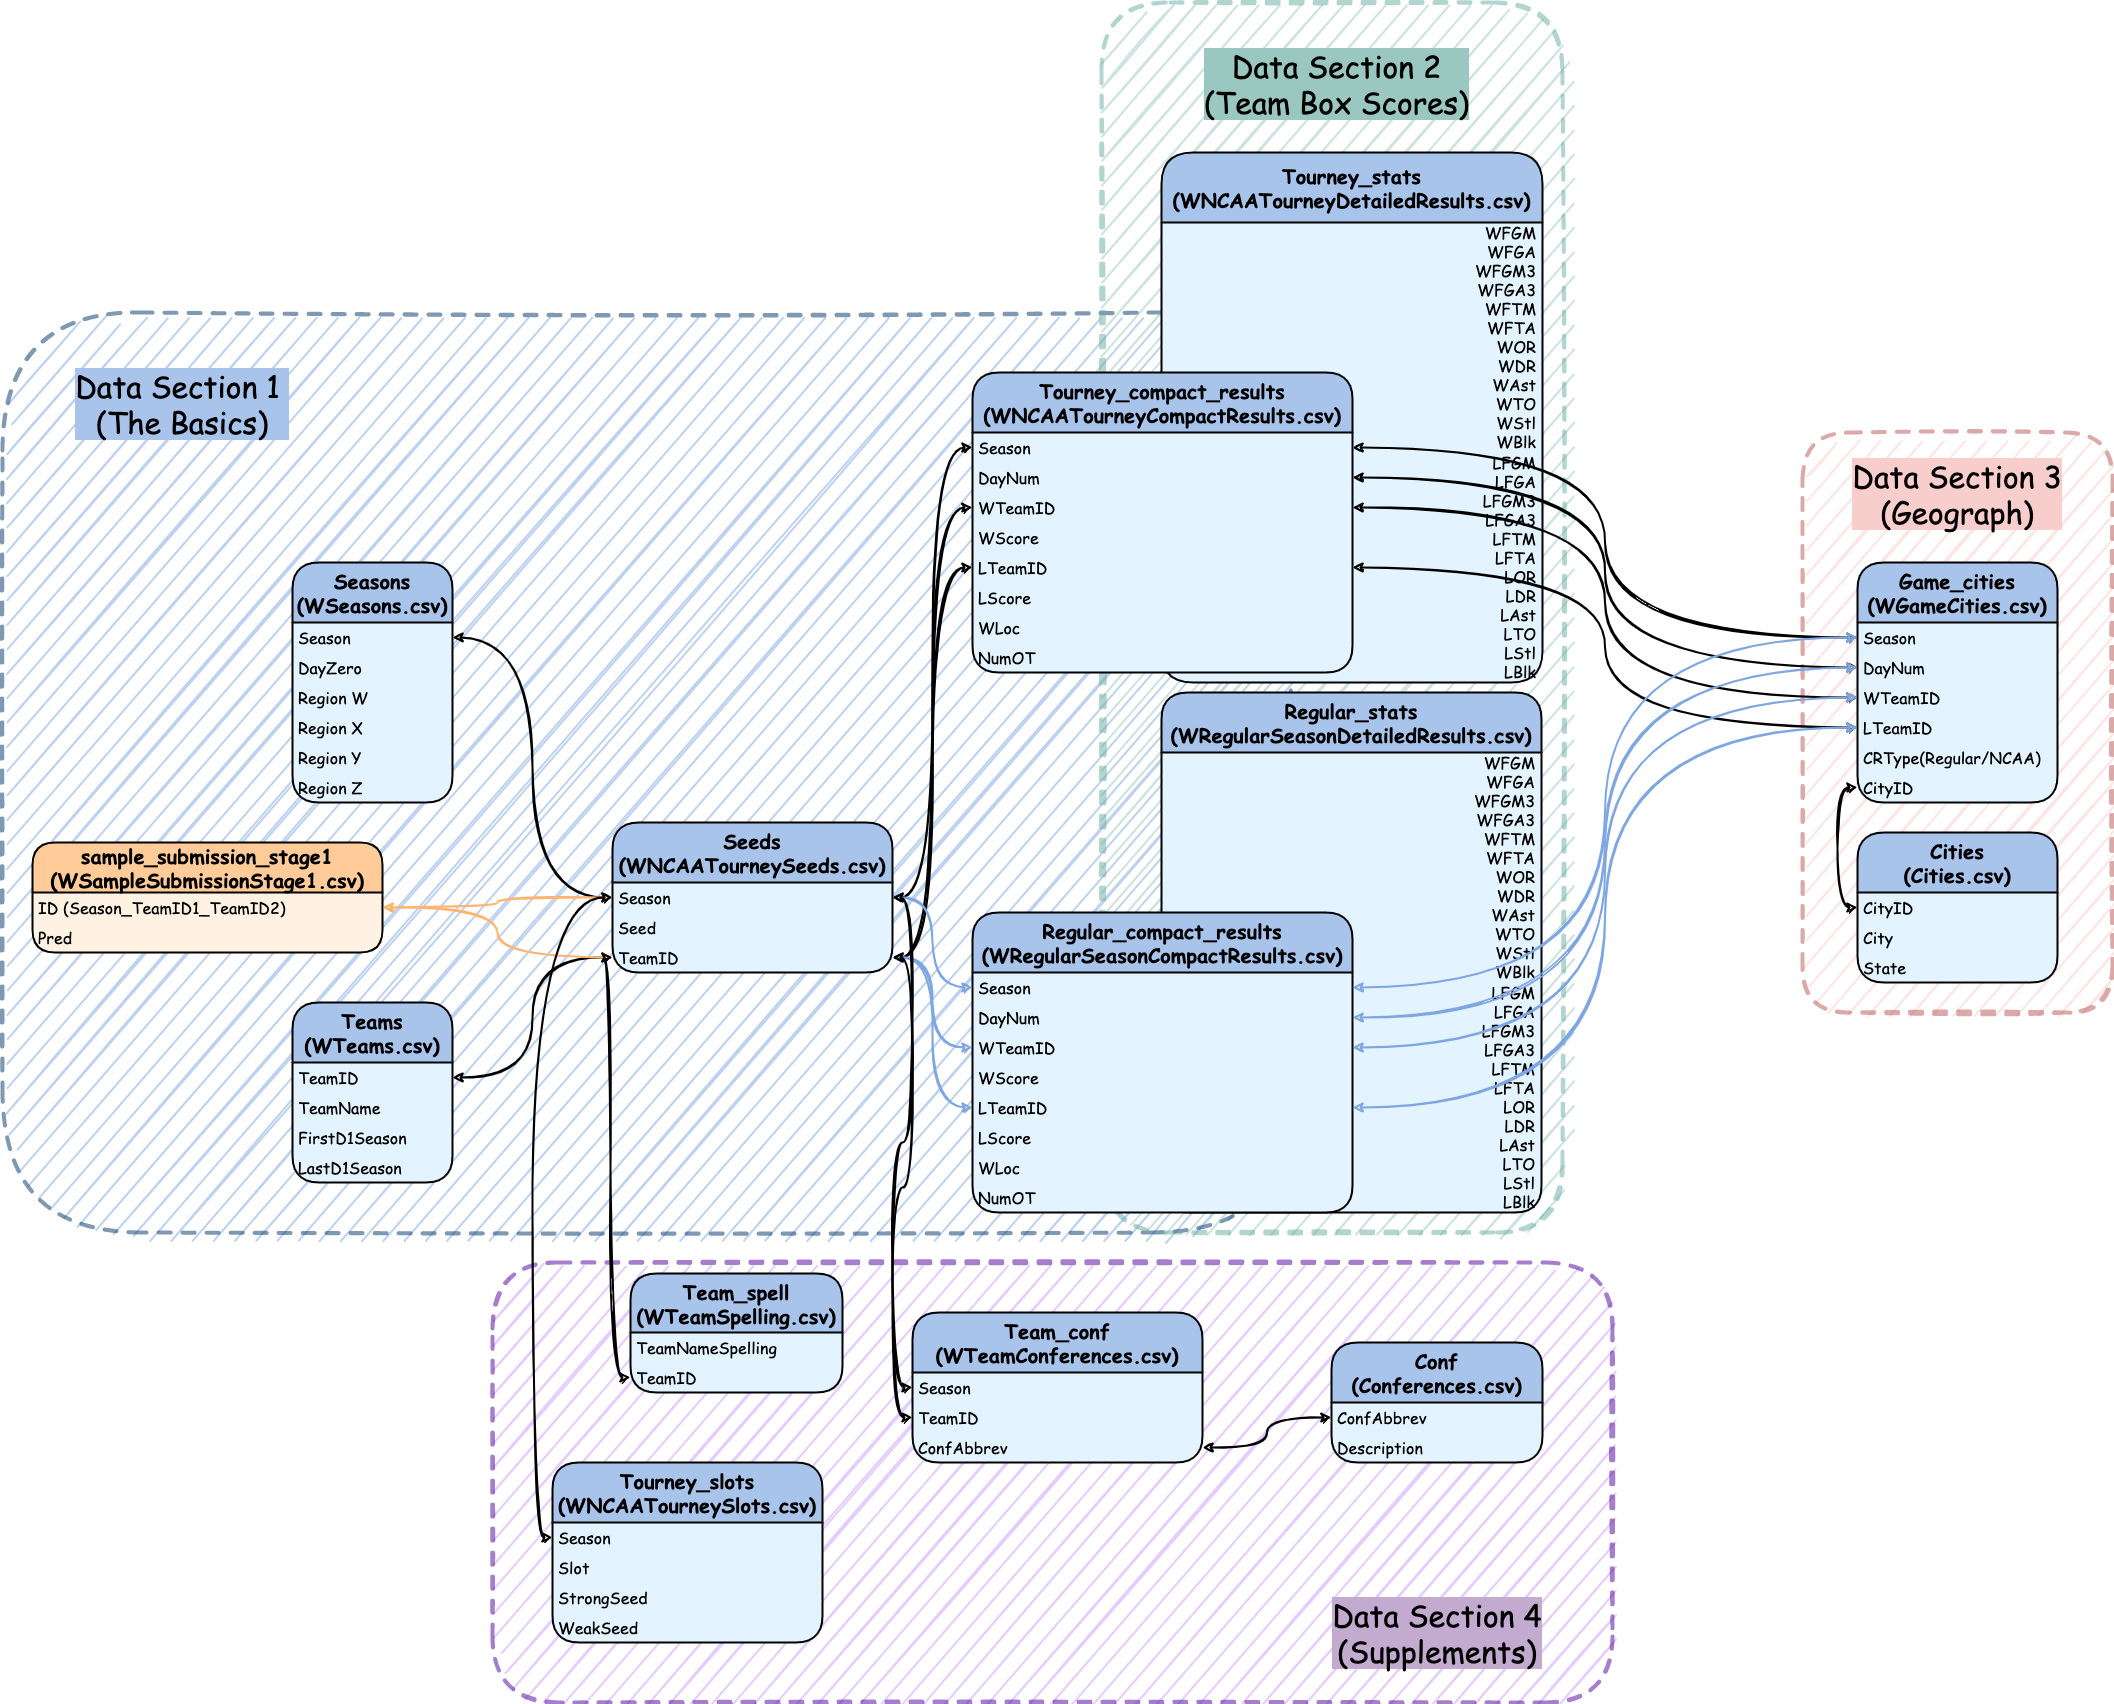 Data Section 2
(Team Box Scores)
Tourney_stats
(WNCAATourneyDetailedResults.csv)
WFGM
WFGA
WFGM3
WFGA3
WFTM
WFTA
WOR
WDR
WAst
WTO
WStl
WBlk
LFGM
LFGA
LFGM3
LFGA3
LFTM
LFTA
LOR
LDR
LAst
LTO
LStl
LBlk
Data Section 1
(The Basics)
Tourney_compact_results
(WNCAATourneyCompactResults.csv)
Season
DayNum
WTeamID
WScore
LTeamID
LScore
WLoc
NumOT
Data Section 3
(Geograph)
Game_cities
(WGameCities.csv)
Season
DayNum
WTeamID
LTeamID
CRType(Regular/NCAA)
CityID
Cities
(Cities.csv)
CityID
City
State
Seasons
(WSeasons.csv)
Season
DayZero
Region W
Region X
Region Y
Region Z
sample_submission_stage1
(WSampleSubmissionStage1.csv)
ID (Season_TeamID1_TeamID2)
Pred
Seeds
(WNCAATourneySeeds.csv)
Season
Seed
TeamID
Teams
(WTeams.csv)
TeamID
TeamName
FirstD1Season
LastD1Season
Regular_stats
(WRegularSeasonDetailedResults.csv)
WFGM
WFGA
WFGM3
WFGA3
WFTM
WFTA
WOR
WDR
WAst
WTO
WStl
WBlk
LFGM
LFGA
LFGM3
LFGA3
LFTM
LFTA
LOR
LDR
LAst
LTO
LStl
LBlk
Regular_compact_results
(WRegularSeasonCompactResults.csv)
Season
DayNum
WTeamID
WScore
LTeamID
LScore
WLoc
NumOT
Team_spell
(WTeamSpelling.csv)
TeamNameSpelling
TeamID
Team_conf
(WTeamConferences.csv)
Season
TeamID
ConfAbbrev
Conf
(Conferences.csv)
ConfAbbrev
Description
Tourney_slots
(WNCAATourneySlots.csv)
Season
Slot
StrongSeed
WeakSeed
Data Section 4
(Supplements)